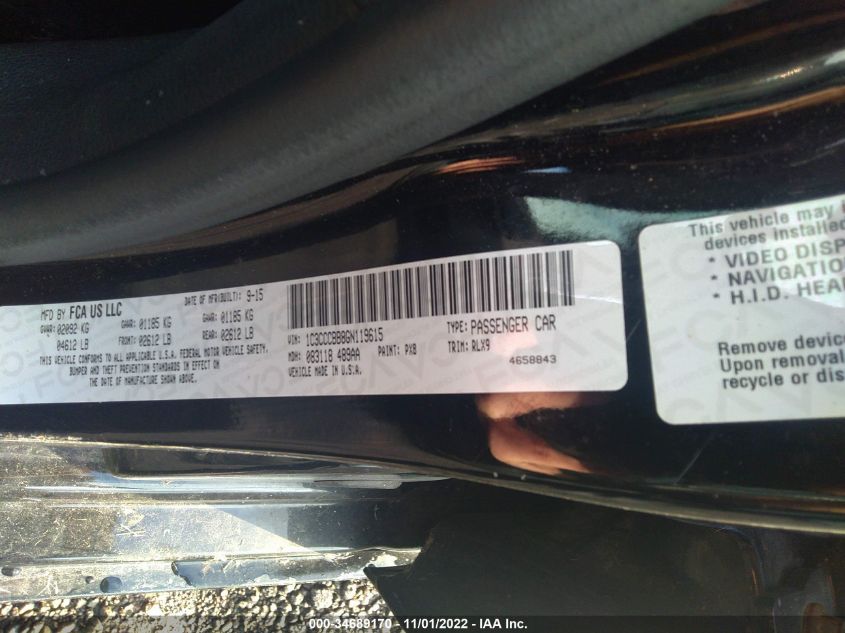 MFD BY FCA US LLC
DATE OF MFR(BUILT): 9-15
GVWR: 02092 KG
GAWR: 01185 KG
GAWR: 01185 KG
04612 LB
FRONT: 02612 LB
REAR: 02612 LB
THIS VEHICLE CONFORMS TO ALL APPLICABLE U.S.A. FEDERAL MOTOR VEHICLE SAFETY,
BUMPER AND THEFT PREVENTION STANDARDS IN EFFECT ON
THE DATE OF MANUFACTURE SHOWN ABOVE.
VIN: 1C3CCCBB8GN119615
TYPE: PASSENGER CAR
MDH: 083118 489AA
PAINT: PX8
TRIM: RLX9
VEHICLE MADE IN U.S.A.
4658843
This vehicle may
devices installed
* VIDEO DISP
* NAVIGATIO
* H.I.D. HEA
Remove devices
Upon removal
recycle or dis
000-34689170 - 11/01/2022 - IAA Inc.